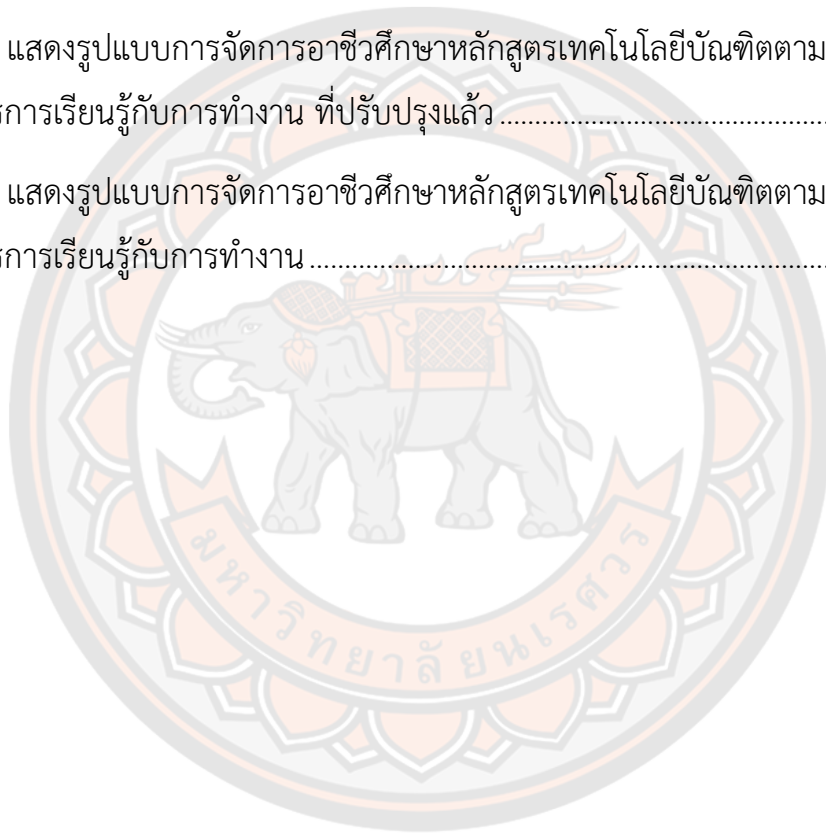 แสดงรูปแบบการจัดการอาชีวศึกษาหลักสูตรเทคโนโลยีบัณฑิตตาม
การเรียนรู้กับการทำงาน ที่ปรับปรุงแล้ว
แสดงรูปแบบการจัดการอาชีวศึกษาหลักสูตรเทคโนโลยีบัณฑิตตาม
การเรียนรู้กับการทำงาน
มหาวิทยาลัยนเรศวร